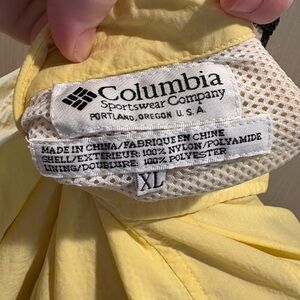 Columbia
Sportswear Company
PORTLAND, OREGON U.S.A.
MADE IN CHINA/FABRIQUE EN CHINE
SHELL/EXTERIEUR: 100% NYLON/POLYAMIDE
LINING/DOUBLURE: 100% POLYESTER
XL